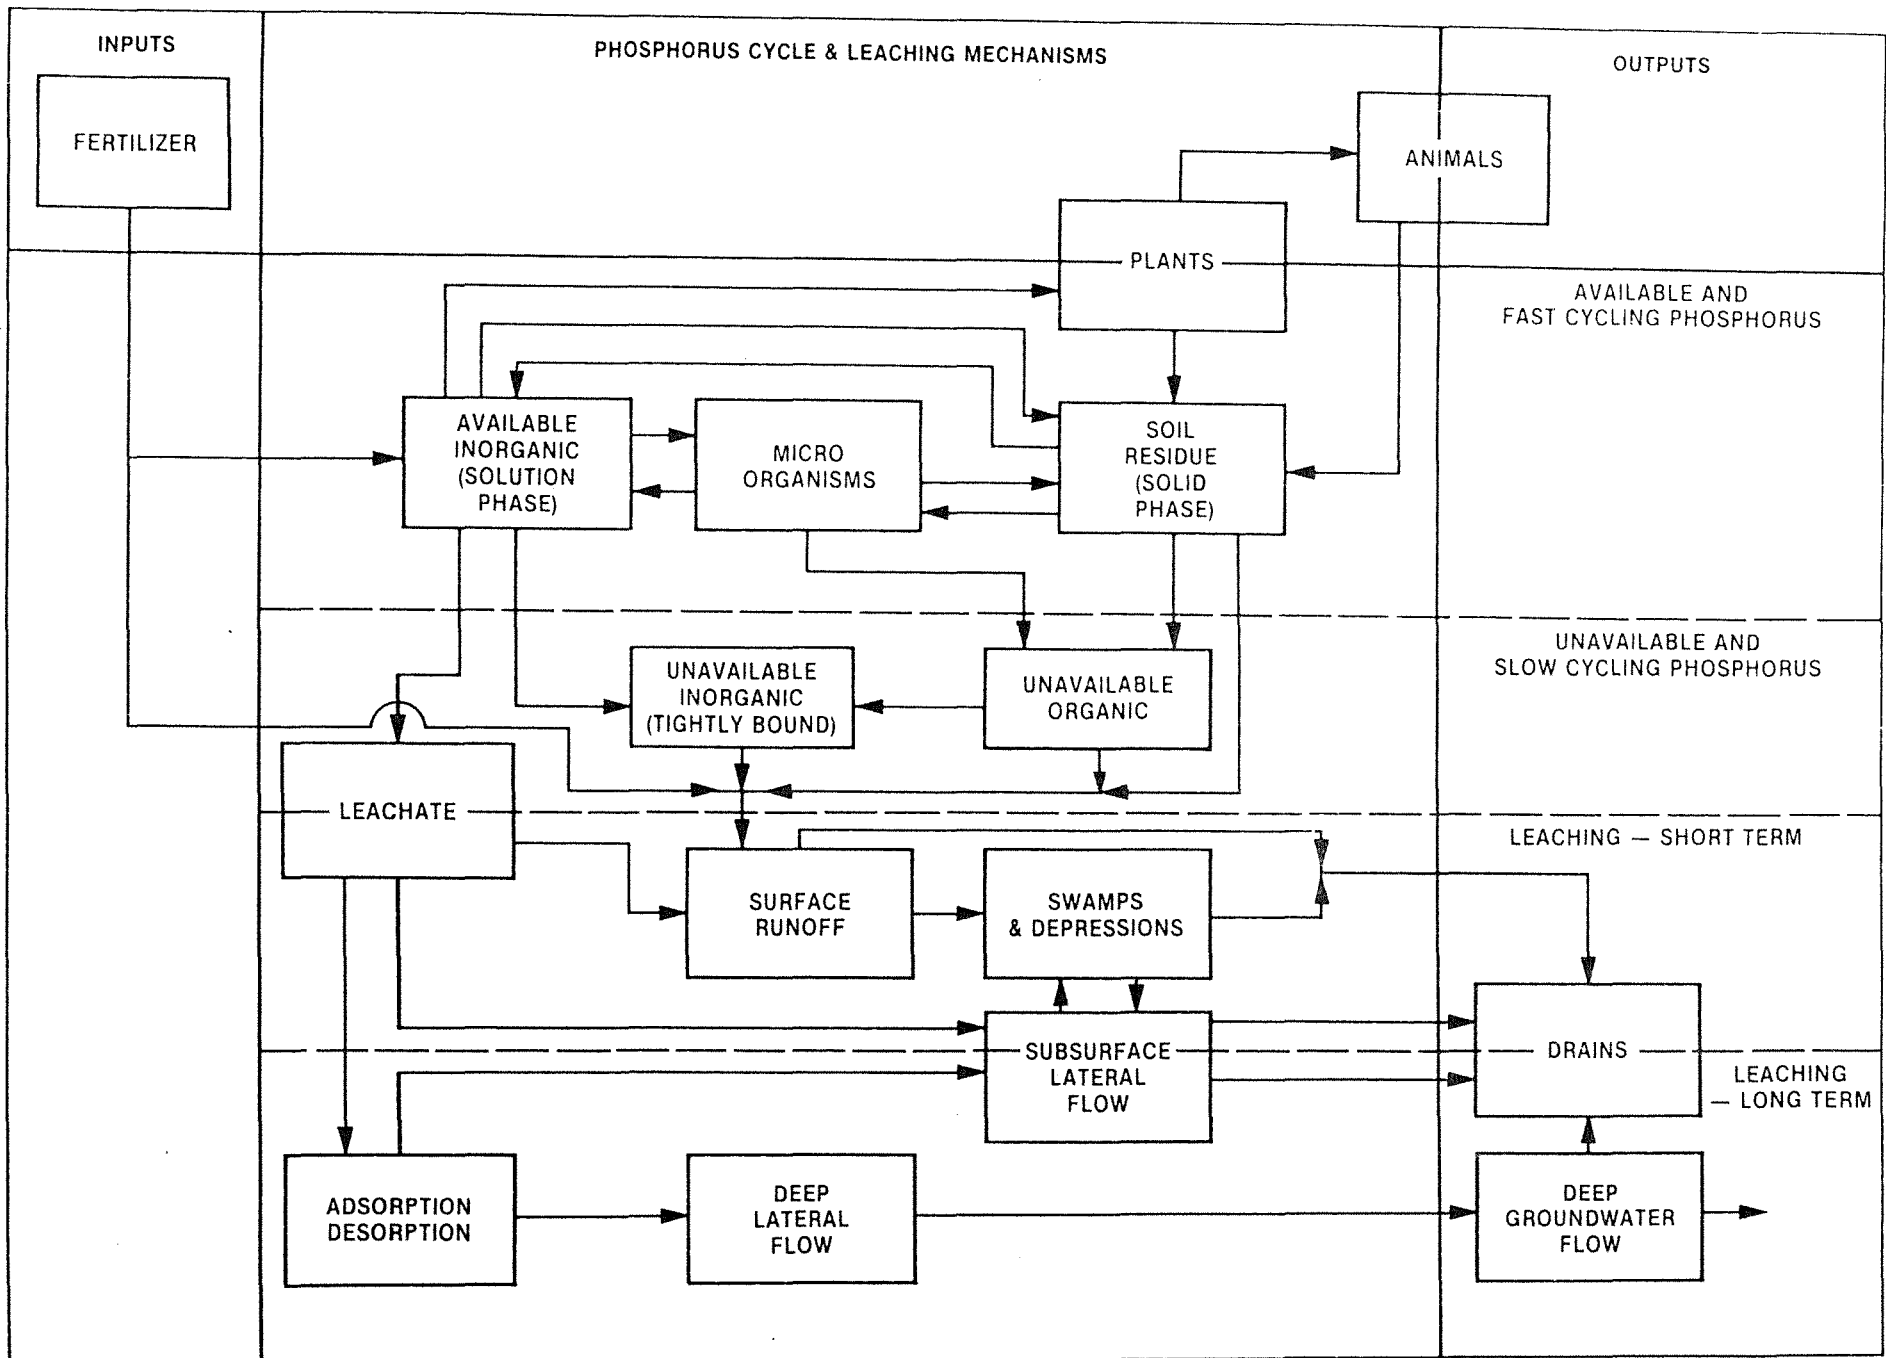 INPUTS
PHOSPHORUS CYCLE & LEACHING MECHANISMS
OUTPUTS
FERTILIZER
ANIMALS
PLANTS
AVAILABLE AND
FAST CYCLING PHOSPHORUS
AVAILABLE
INORGANIC
(SOLUTION
PHASE)
MICRO
ORGANISMS
SOIL
RESIDUE
(SOLID
PHASE)
UNAVAILABLE AND
SLOW CYCLING PHOSPHORUS
UNAVAILABLE
INORGANIC
(TIGHTLY BOUND)
UNAVAILABLE
ORGANIC
LEACHATE
LEACHING — SHORT TERM
SURFACE
RUNOFF
SWAMPS
& DEPRESSIONS
SUBSURFACE
LATERAL
FLOW
DRAINS
LEACHING
— LONG TERM
ADSORPTION
DESORPTION
DEEP
LATERAL
FLOW
DEEP
GROUNDWATER
FLOW